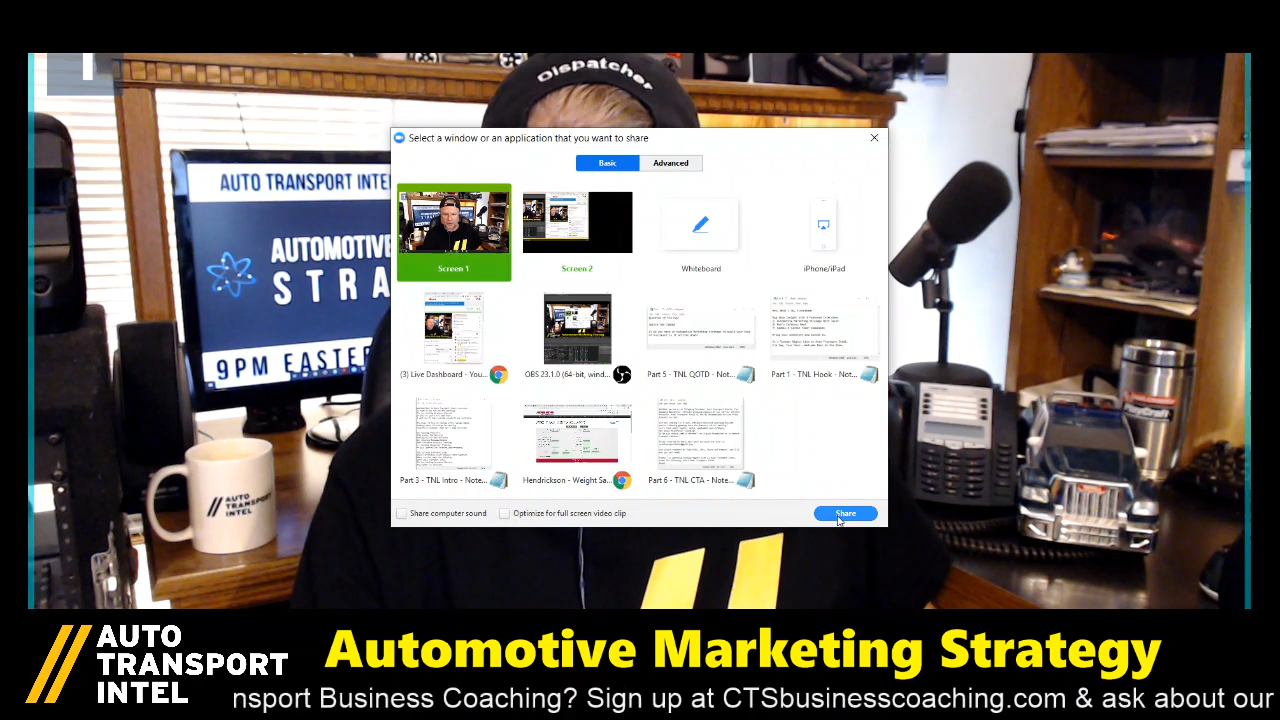 Dispatcher
Select a window or an application that you want to share
Basic
Advanced
AUTO TRANSPORT INTE
AUTOMOTIVE
STRA
9PM EASTE
Screen 1
Screen 2
Whiteboard
iPhone/iPad
(3) Live Dashboard - You...
OBS 23.1.0 (64-bit, wind...
Part 5 - TNL QOTD - Not...
Part 1 - TNL Hook - Not...
Part 3 - TNL Intro - Note...
Hendrickson - Weight Sa...
Part 6 - TNL CTA - Note...
Share computer sound
Optimize for full screen video clip
Share
AUTO
TRANSPORT
INTEL
AUTO
TRANSPORT
INTEL
Automotive Marketing Strategy
nsport Business Coaching? Sign up at CTSbusinesscoaching.com & ask about our